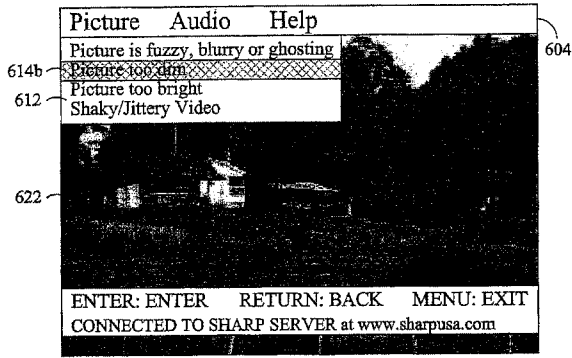 Picture Audio Help
604
Picture is fuzzy, blurry or ghosting
614b
Picture too dim
612
Picture too bright
Shaky/Jittery Video
622
ENTER: ENTER RETURN: BACK MENU: EXIT
CONNECTED TO SHARP SERVER at www.sharpusa.com